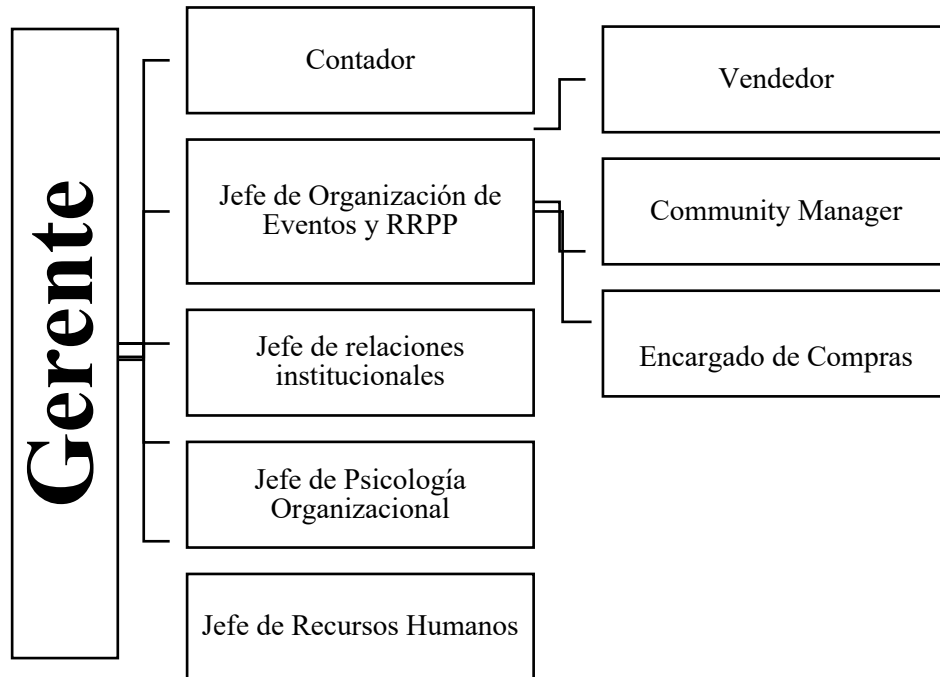 Gerente
Contador
Jefe de Organización de
Eventos y RRPP
Jefe de relaciones
institucionales
Jefe de Psicología
Organizacional
Jefe de Recursos Humanos
Vendedor
Community Manager
Encargado de Compras